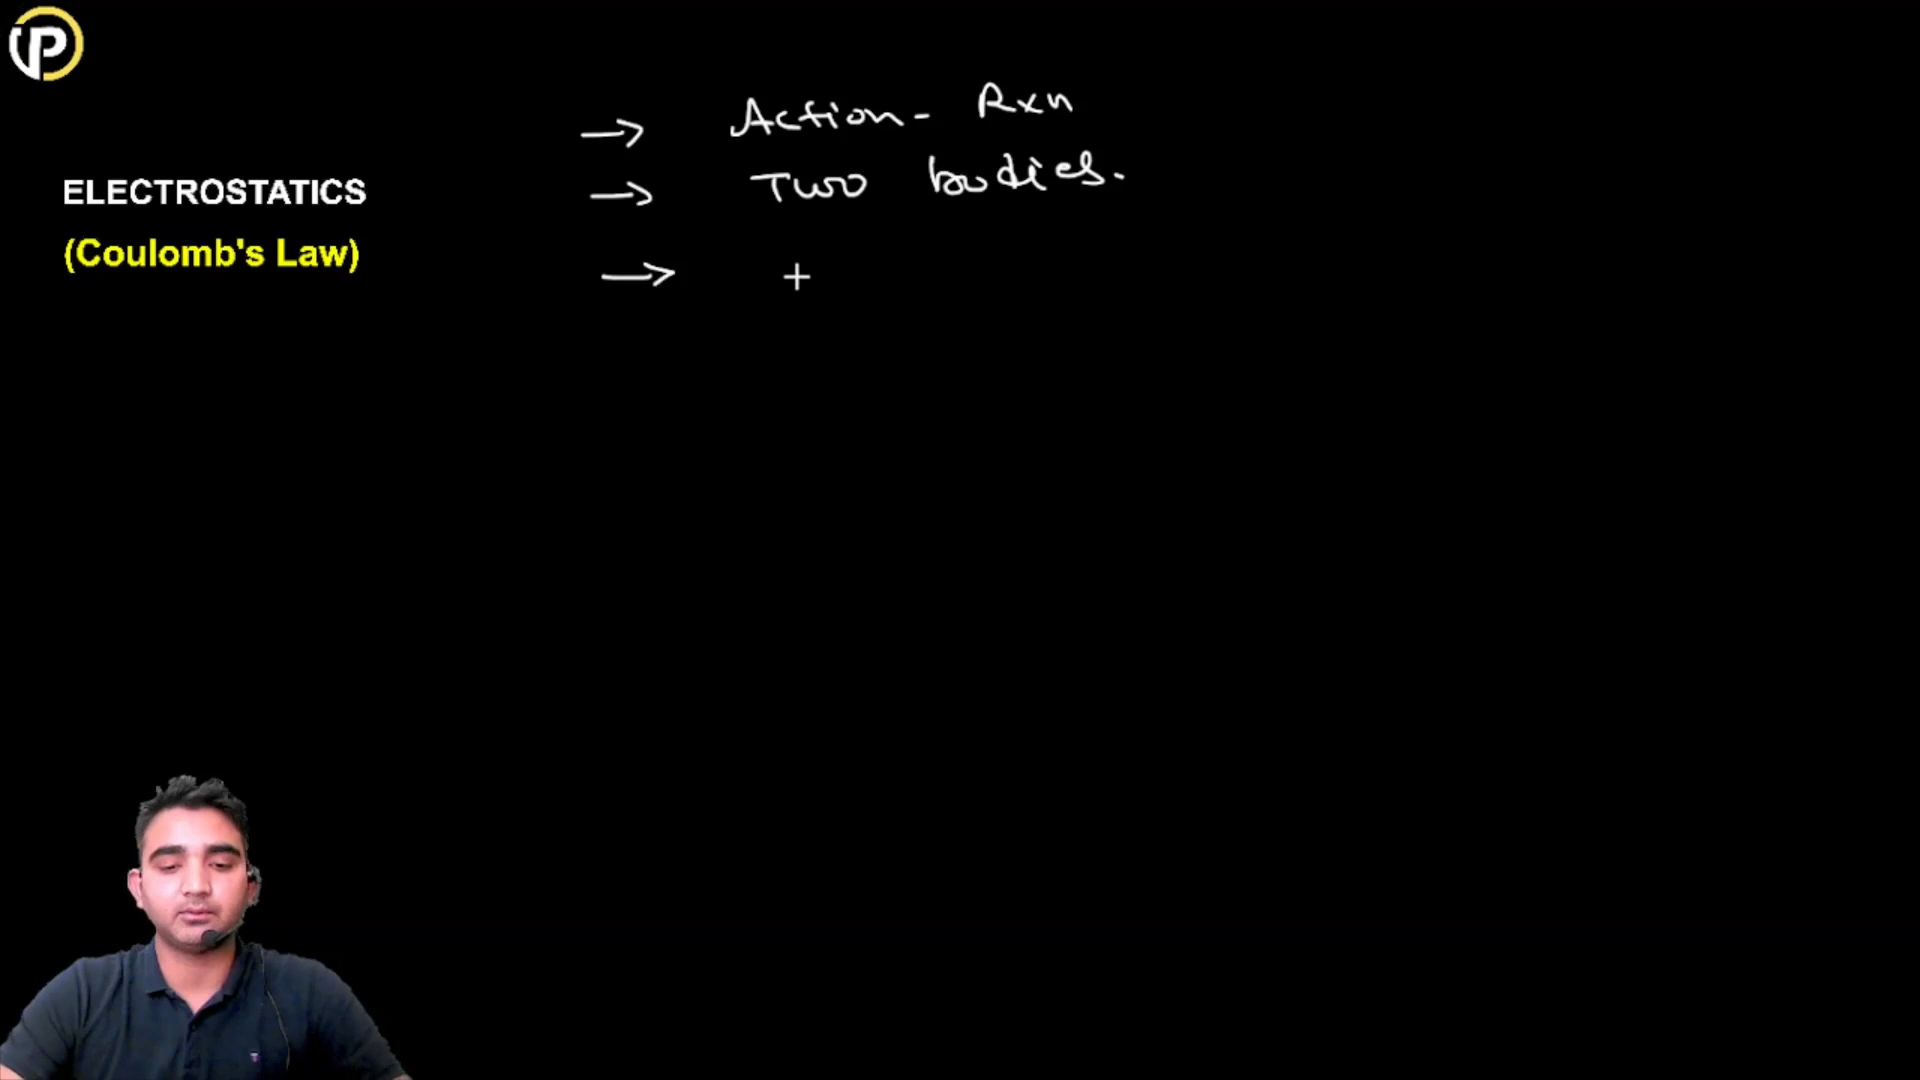 P
→ Action - Rxn
ELECTROSTATICS
→ Two bodies.
(Coulomb's Law)
→ +